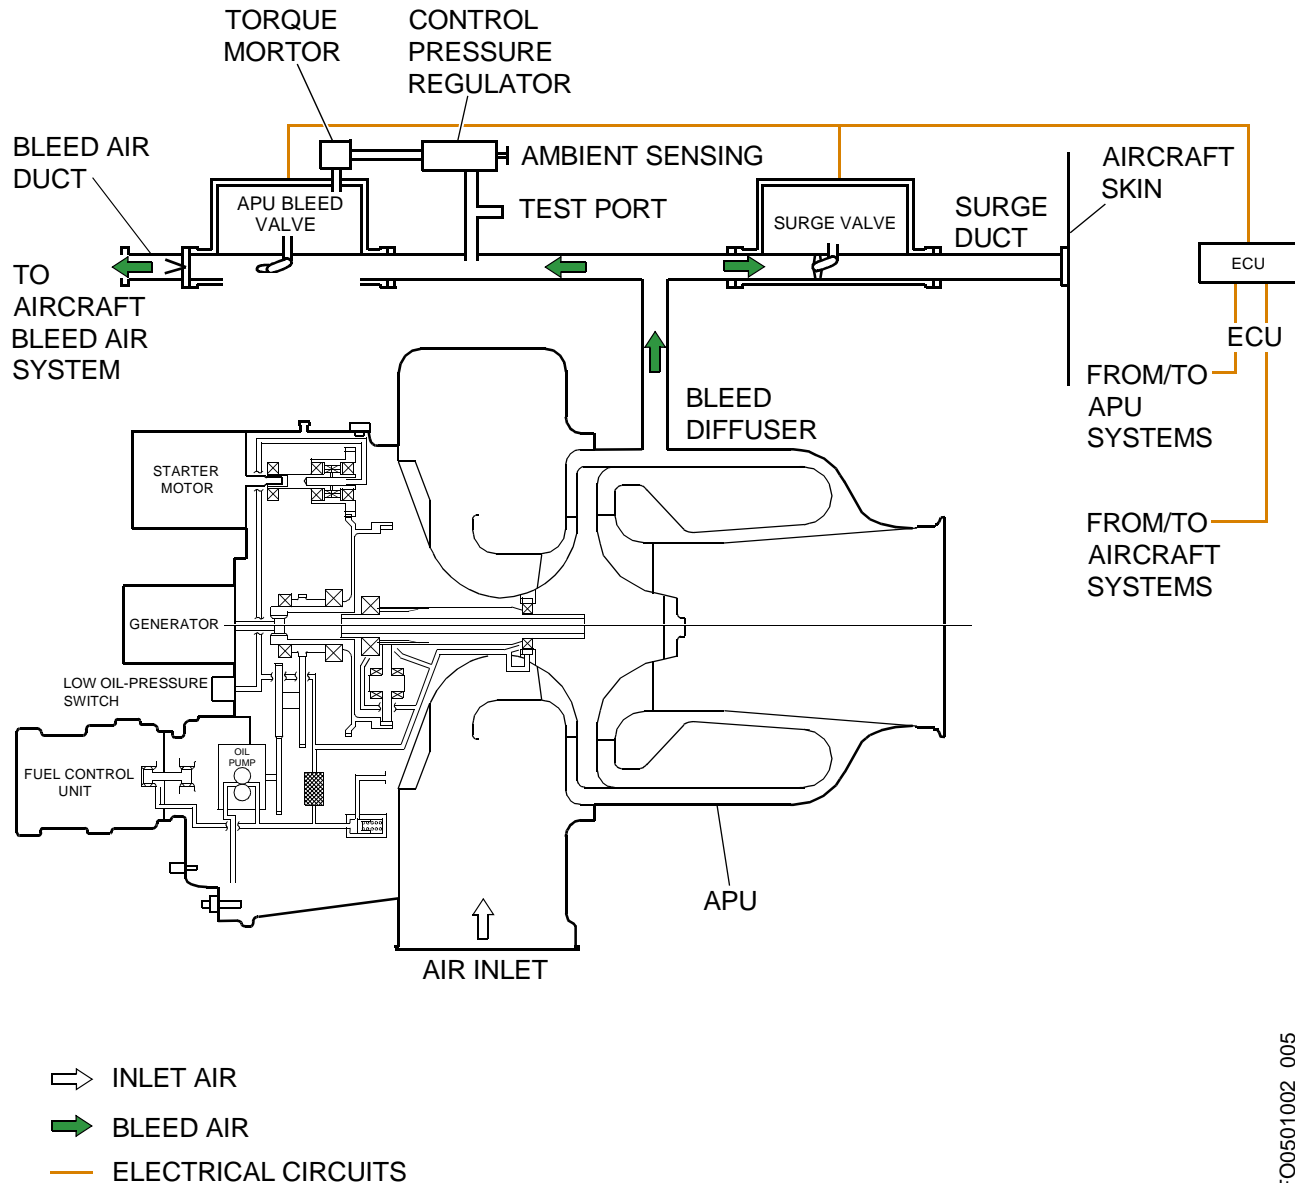 TORQUE
MORTOR
CONTROL
PRESSURE
REGULATOR
BLEED AIR
DUCT
AMBIENT SENSING
AIRCRAFT
SKIN
APU BLEED
VALVE
TEST PORT
SURGE VALVE
SURGE
DUCT
TO
AIRCRAFT
BLEED AIR
SYSTEM
ECU
ECU
FROM/TO
APU
SYSTEMS
BLEED
DIFFUSER
STARTER
MOTOR
FROM/TO
AIRCRAFT
SYSTEMS
GENERATOR
LOW OIL-PRESSURE
SWITCH
OIL
PUMP
FUEL CONTROL
UNIT
APU
AIR INLET
INLET AIR
BLEED AIR
ELECTRICAL CIRCUITS
FO0501002 005